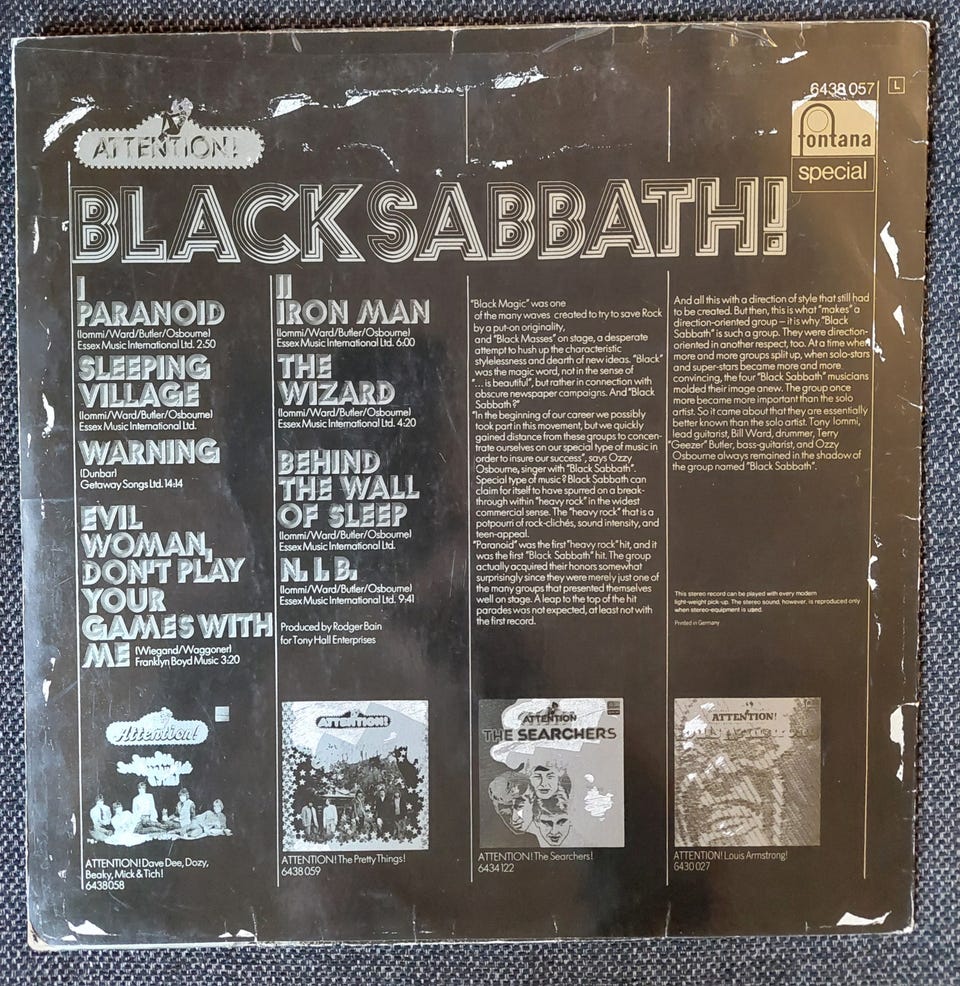 6438 057 L
ATTENTION!
fontana
special
BLACK SABBATH!
I
PARANOID
(Iommi/Ward/Butler/Osbourne)
Essex Music International Ltd. 2:50
SLEEPING
VILLAGE
(Iommi/Ward/Butler/Osbourne)
Essex Music International Ltd.
WARNING
(Dunbar)
Getaway Songs Ltd. 14:14
EVIL
WOMAN,
DON'T PLAY
YOUR
GAMES WITH
ME (Wiegand/Waggoner)
Franklyn Boyd Music 3:20
II
IRON MAN
(Iommi/Ward/Butler/Osbourne)
Essex Music International Ltd. 6:00
THE
WIZARD
(Iommi/Ward/Butler/Osbourne)
Essex Music International Ltd. 4:20
BEHIND
THE WALL
OF SLEEP
(Iommi/Ward/Butler/Osbourne)
Essex Music International Ltd.
N. I. B.
(Iommi/Ward/Butler/Osbourne)
Essex Music International Ltd. 9:41
Produced by Rodger Bain
for Tony Hall Enterprises
"Black Magic" was one
of the many waves created to try to save Rock
by a put-on originality,
and "Black Masses" on stage, a desperate
attempt to hush up the characteristic
stylelessness and dearth of new ideas. "Black"
was the magic word, not in the sense of
"... is beautiful", but rather in connection with
obscure newspaper campaigns. And "Black
Sabbath?"
"In the beginning of our career we possibly
took part in this movement, but we quickly
gained distance from these groups to concen-
trate ourselves on our special type of music in
order to insure our success", says Ozzy
Osbourne, singer with "Black Sabbath".
Special type of music? Black Sabbath can
claim for itself to have spurred on a break-
through within "heavy rock" in the widest
commercial sense. The "heavy rock" that is a
potpourri of rock-clichés, sound intensity, and
teen-appeal.
"Paranoid" was the first "heavy rock" hit, and it
was the first "Black Sabbath" hit. The group
actually acquired their honors somewhat
surprisingly since they were merely just one of
the many groups that presented themselves
well on stage. A leap to the top of the hit
parades was not expected, at least not with
the first record.
And all this with a direction of style that still had
to be created. But then, this is what "makes" a
direction-oriented group – it is why "Black
Sabbath" is such a group. They were direction-
oriented in another respect, too. At a time when
more and more groups split up, when solo-stars
and super-stars became more and more
convincing, the four "Black Sabbath" musicians
molded their image anew. The group once
more became more important than the solo
artist. So it came about that they are essentially
better known than the solo artist. Tony Iommi,
lead guitarist, Bill Ward, drummer, Terry
"Geezer" Butler, bass-guitarist, and Ozzy
Osbourne always remained in the shadow of
the group named "Black Sabbath".
This stereo record can be played with every modern
light-weight pick-up. The stereo sound, however, is reproduced only
when stereo-equipment is used.
Printed in Germany
Attention!
ATTENTION! Dave Dee, Dozy,
Beaky, Mick & Tich!
6438058
ATTENTION!
ATTENTION! The Pretty Things!
6438 059
ATTENTION
THE SEARCHERS
ATTENTION! The Searchers!
6434 122
ATTENTION!
ATTENTION! Louis Armstrong!
6430 027